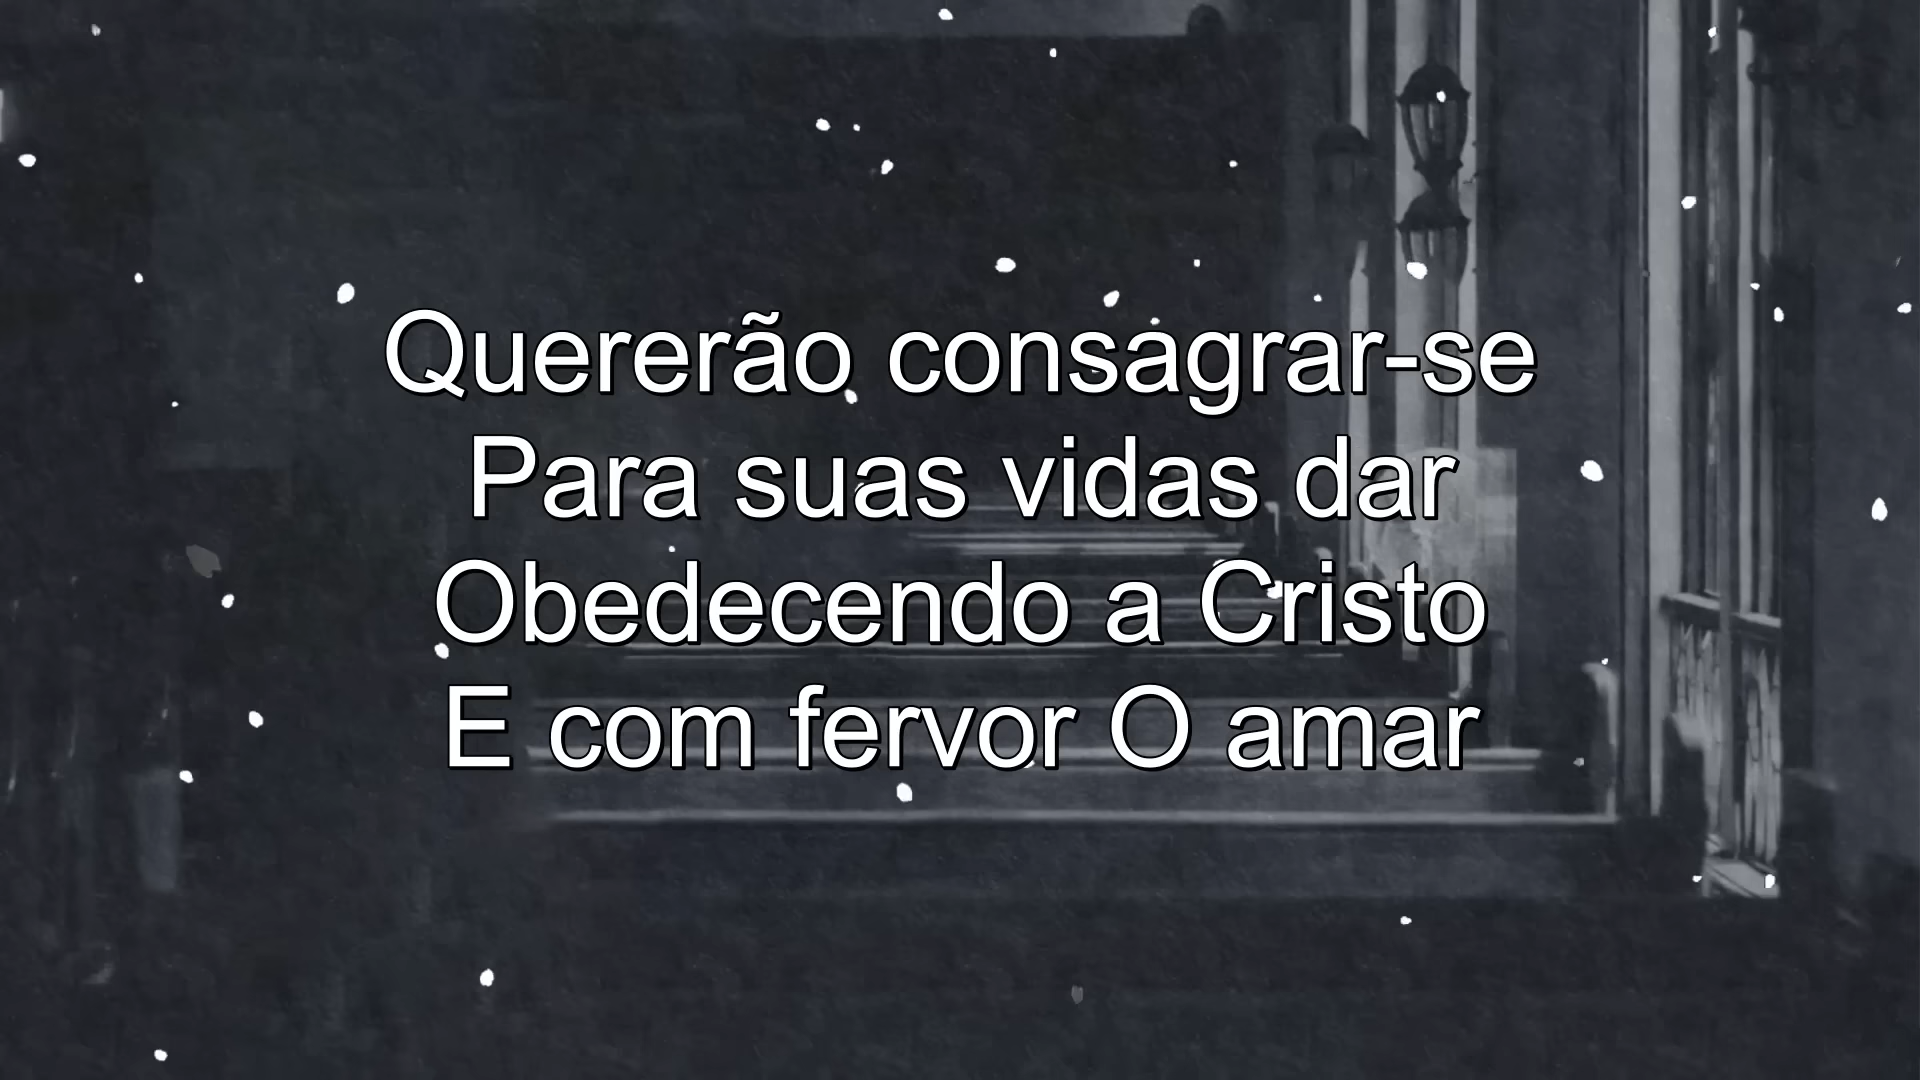 Quererão consagrar-se
Para suas vidas dar
Obedecendo a Cristo
E com fervor O amar